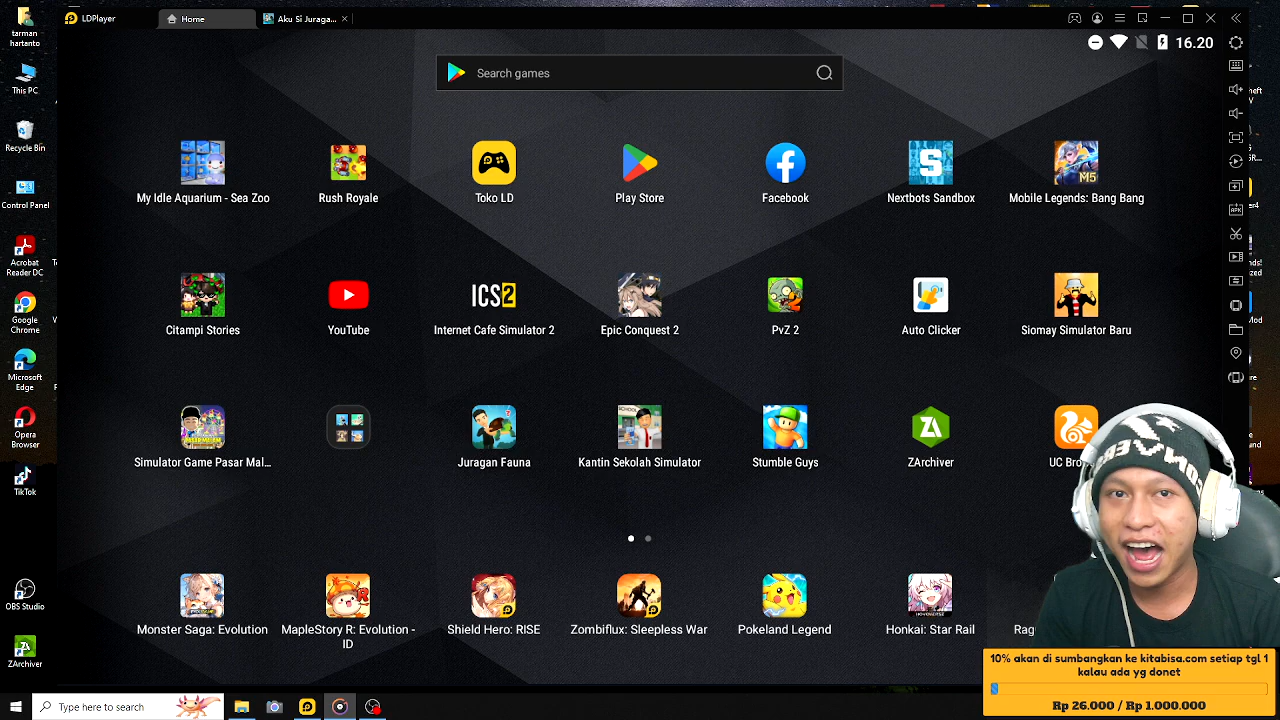 tarman
hartanto
LDPlayer
Home
Aku Si Juraga...
16.20
Search games
This PC
Recycle Bin
Control Panel
Acrobat
Reader DC
Google
Chrome
Microsoft
Edge
Opera
Browser
TikTok
OBS Studio
ZArchiver
My Idle Aquarium - Sea Zoo
Rush Royale
Toko LD
Play Store
Facebook
Nextbots Sandbox
Mobile Legends: Bang Bang
Citampi Stories
YouTube
ICS2
Internet Cafe Simulator 2
Epic Conquest 2
PvZ 2
Auto Clicker
Siomay Simulator Baru
Simulator Game Pasar Mal...
Juragan Fauna
Kantin Sekolah Simulator
Stumble Guys
ZArchiver
UC Bro
Monster Saga: Evolution
MapleStory R: Evolution -
ID
Shield Hero: RISE
Zombiflux: Sleepless War
Pokeland Legend
Honkai: Star Rail
Rag
10% akan di sumbangkan ke kitabisa.com setiap tgl 1
kalau ada yg donet
Rp 26.000 / Rp 1.000.000
Type here to search